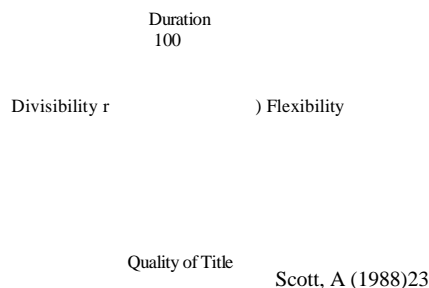 Duration
100
Divisibility r ) Flexibility
Quality of Title
Scott, A (1988)23